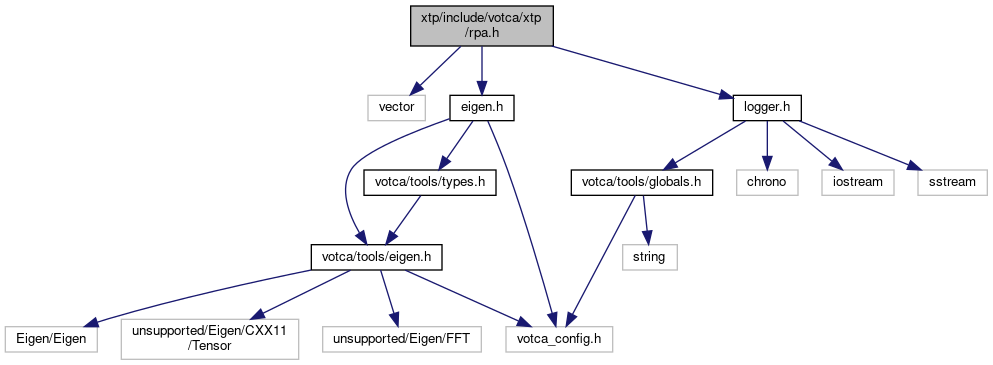 xtp/include/votca/xtp
/rpa.h
vector
eigen.h
logger.h
votca/tools/types.h
votca/tools/globals.h
chrono
iostream
sstream
votca/tools/eigen.h
string
Eigen/Eigen
unsupported/Eigen/CXX11
/Tensor
unsupported/Eigen/FFT
votca_config.h